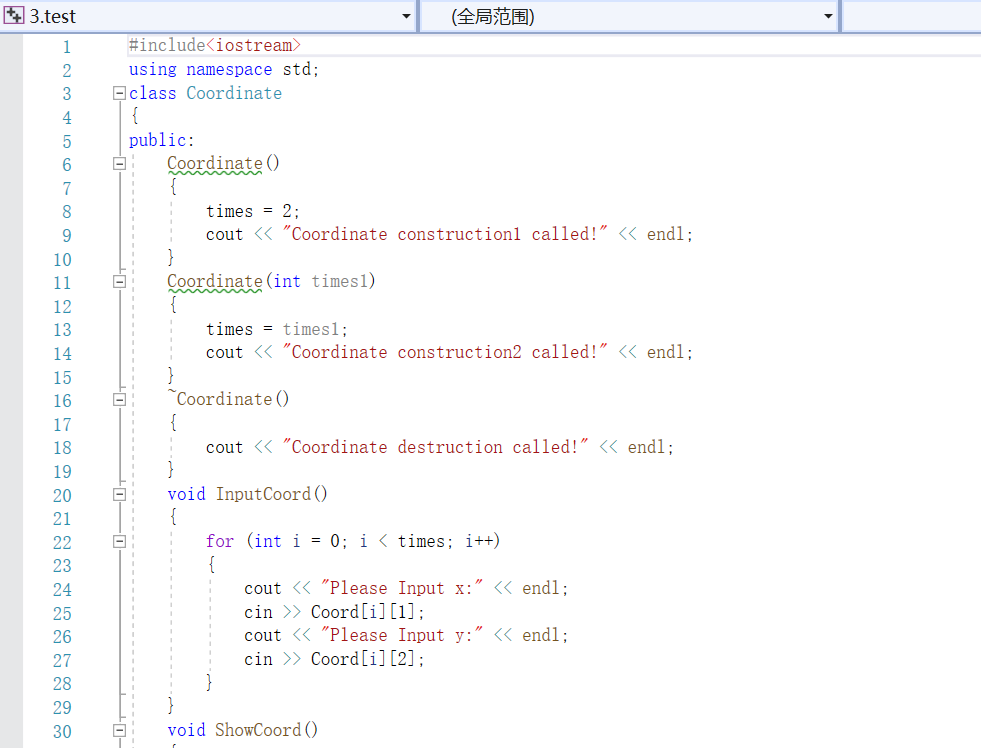 3.test (全局范围)
1 #include<iostream>
2 using namespace std;
3 class Coordinate
4 {
5 public:
6 Coordinate()
7 {
8 times = 2;
9 cout << "Coordinate construction1 called!" << endl;
10 }
11 Coordinate(int times1)
12 {
13 times = times1;
14 cout << "Coordinate construction2 called!" << endl;
15 }
16 ~Coordinate()
17 {
18 cout << "Coordinate destruction called!" << endl;
19 }
20 void InputCoord()
21 {
22 for (int i = 0; i < times; i++)
23 {
24 cout << "Please Input x:" << endl;
25 cin >> Coord[i][1];
26 cout << "Please Input y:" << endl;
27 cin >> Coord[i][2];
28 }
29 }
30 void ShowCoord()